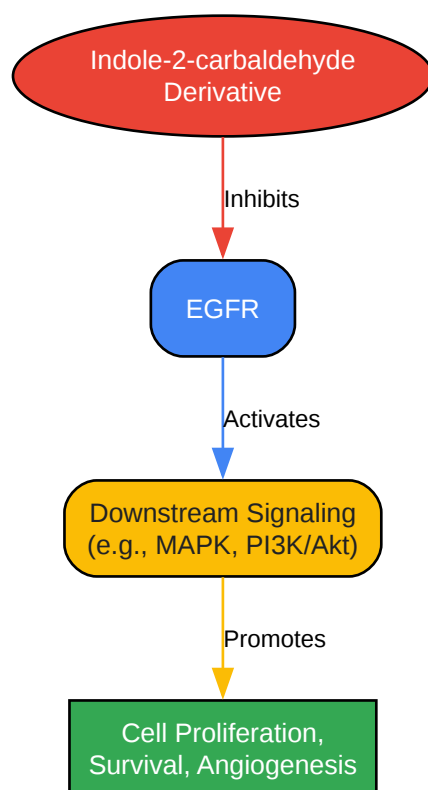 Indole-2-carbaldehyde
Derivative
Inhibits
EGFR
Activates
Downstream Signaling
(e.g., MAPK, PI3K/Akt)
Promotes
Cell Proliferation,
Survival, Angiogenesis